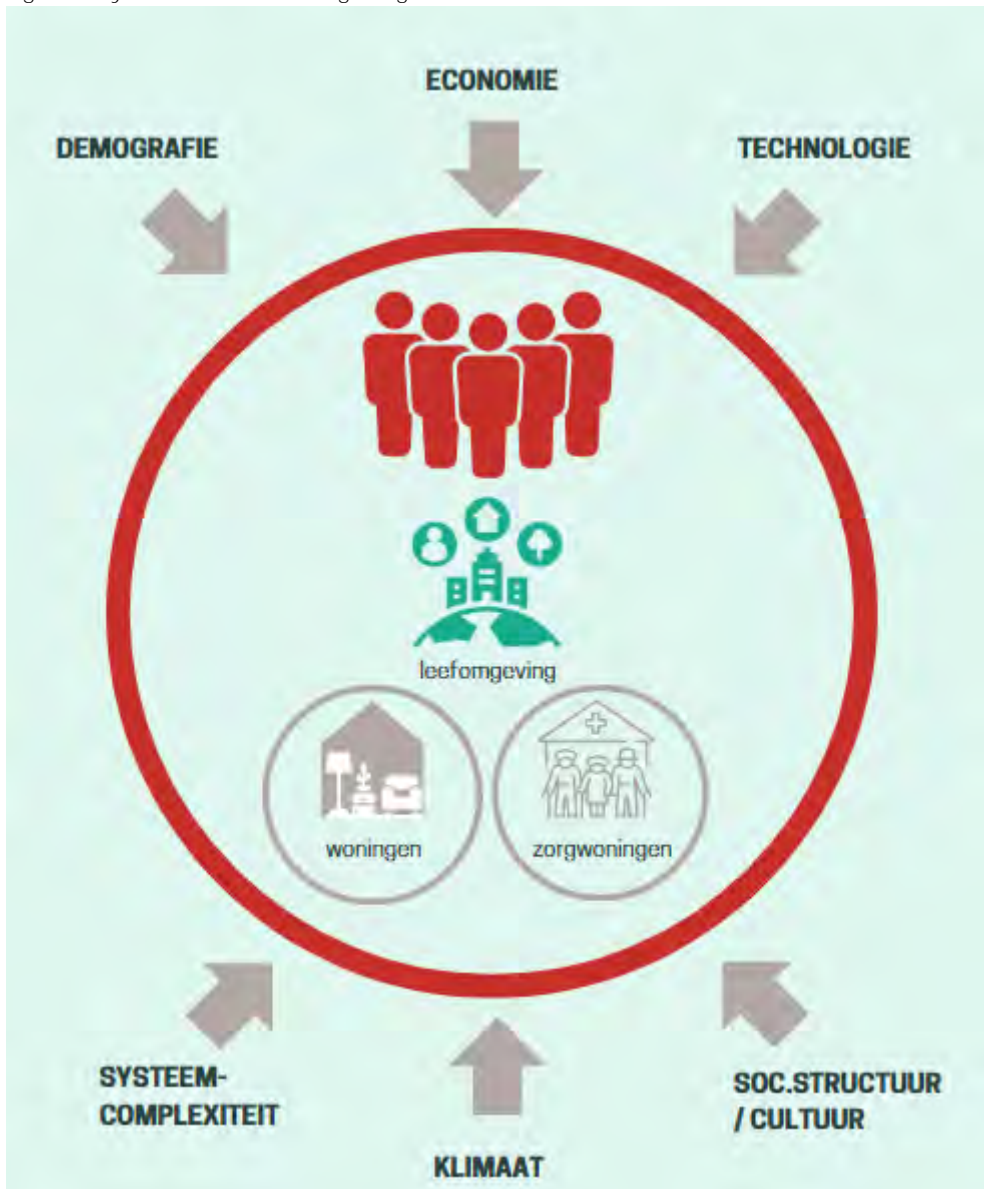 ECONOMIE
DEMOGRAFIE
TECHNOLOGIE
leefomgeving
woningen
zorgwoningen
SYSTEEM-
COMPLEXITEIT
SOC.STRUCTUUR
/ CULTUUR
KLIMAAT